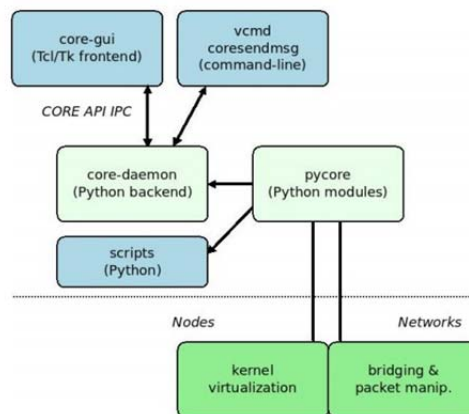 core-gui
(Tcl/Tk frontend)
vcmd
coresendmsg
(command-line)
CORE API IPC
core-daemon
(Python backend)
pycore
(Python modules)
scripts
(Python)
Nodes
Networks
kernel
virtualization
bridging &
packet manip.